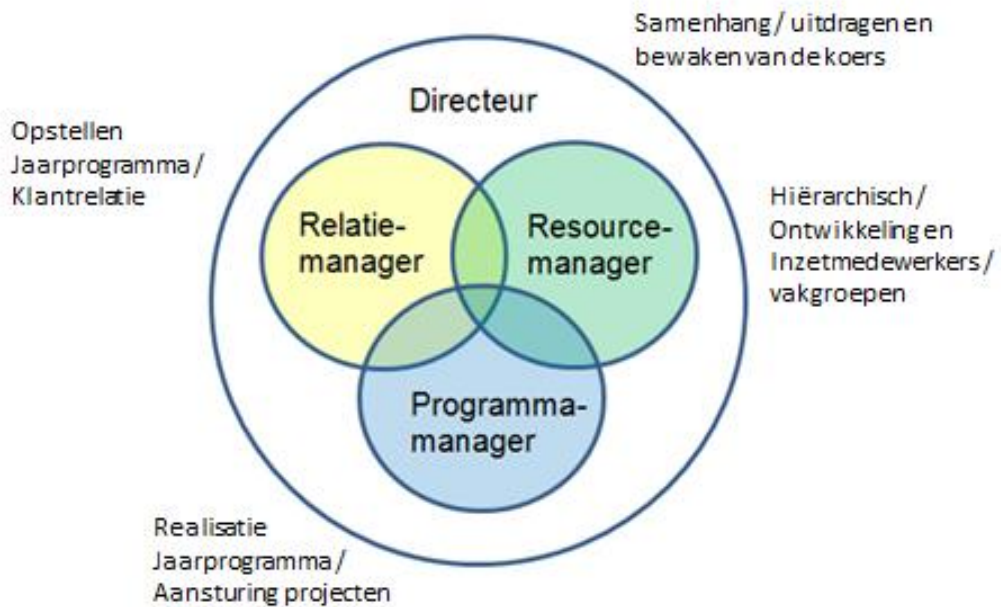 Samenhang/ uitdragen en
bewaken van de koers
Directeur
Opstellen
Jaarprogramma/
Klantrelatie
Relatie-
manager
Resource-
manager
Hiërarchisch/
Ontwikkeling en
Inzet medewerkers/
vakgroepen
Programma-
manager
Realisatie
Jaarprogramma/
Aansturing projecten